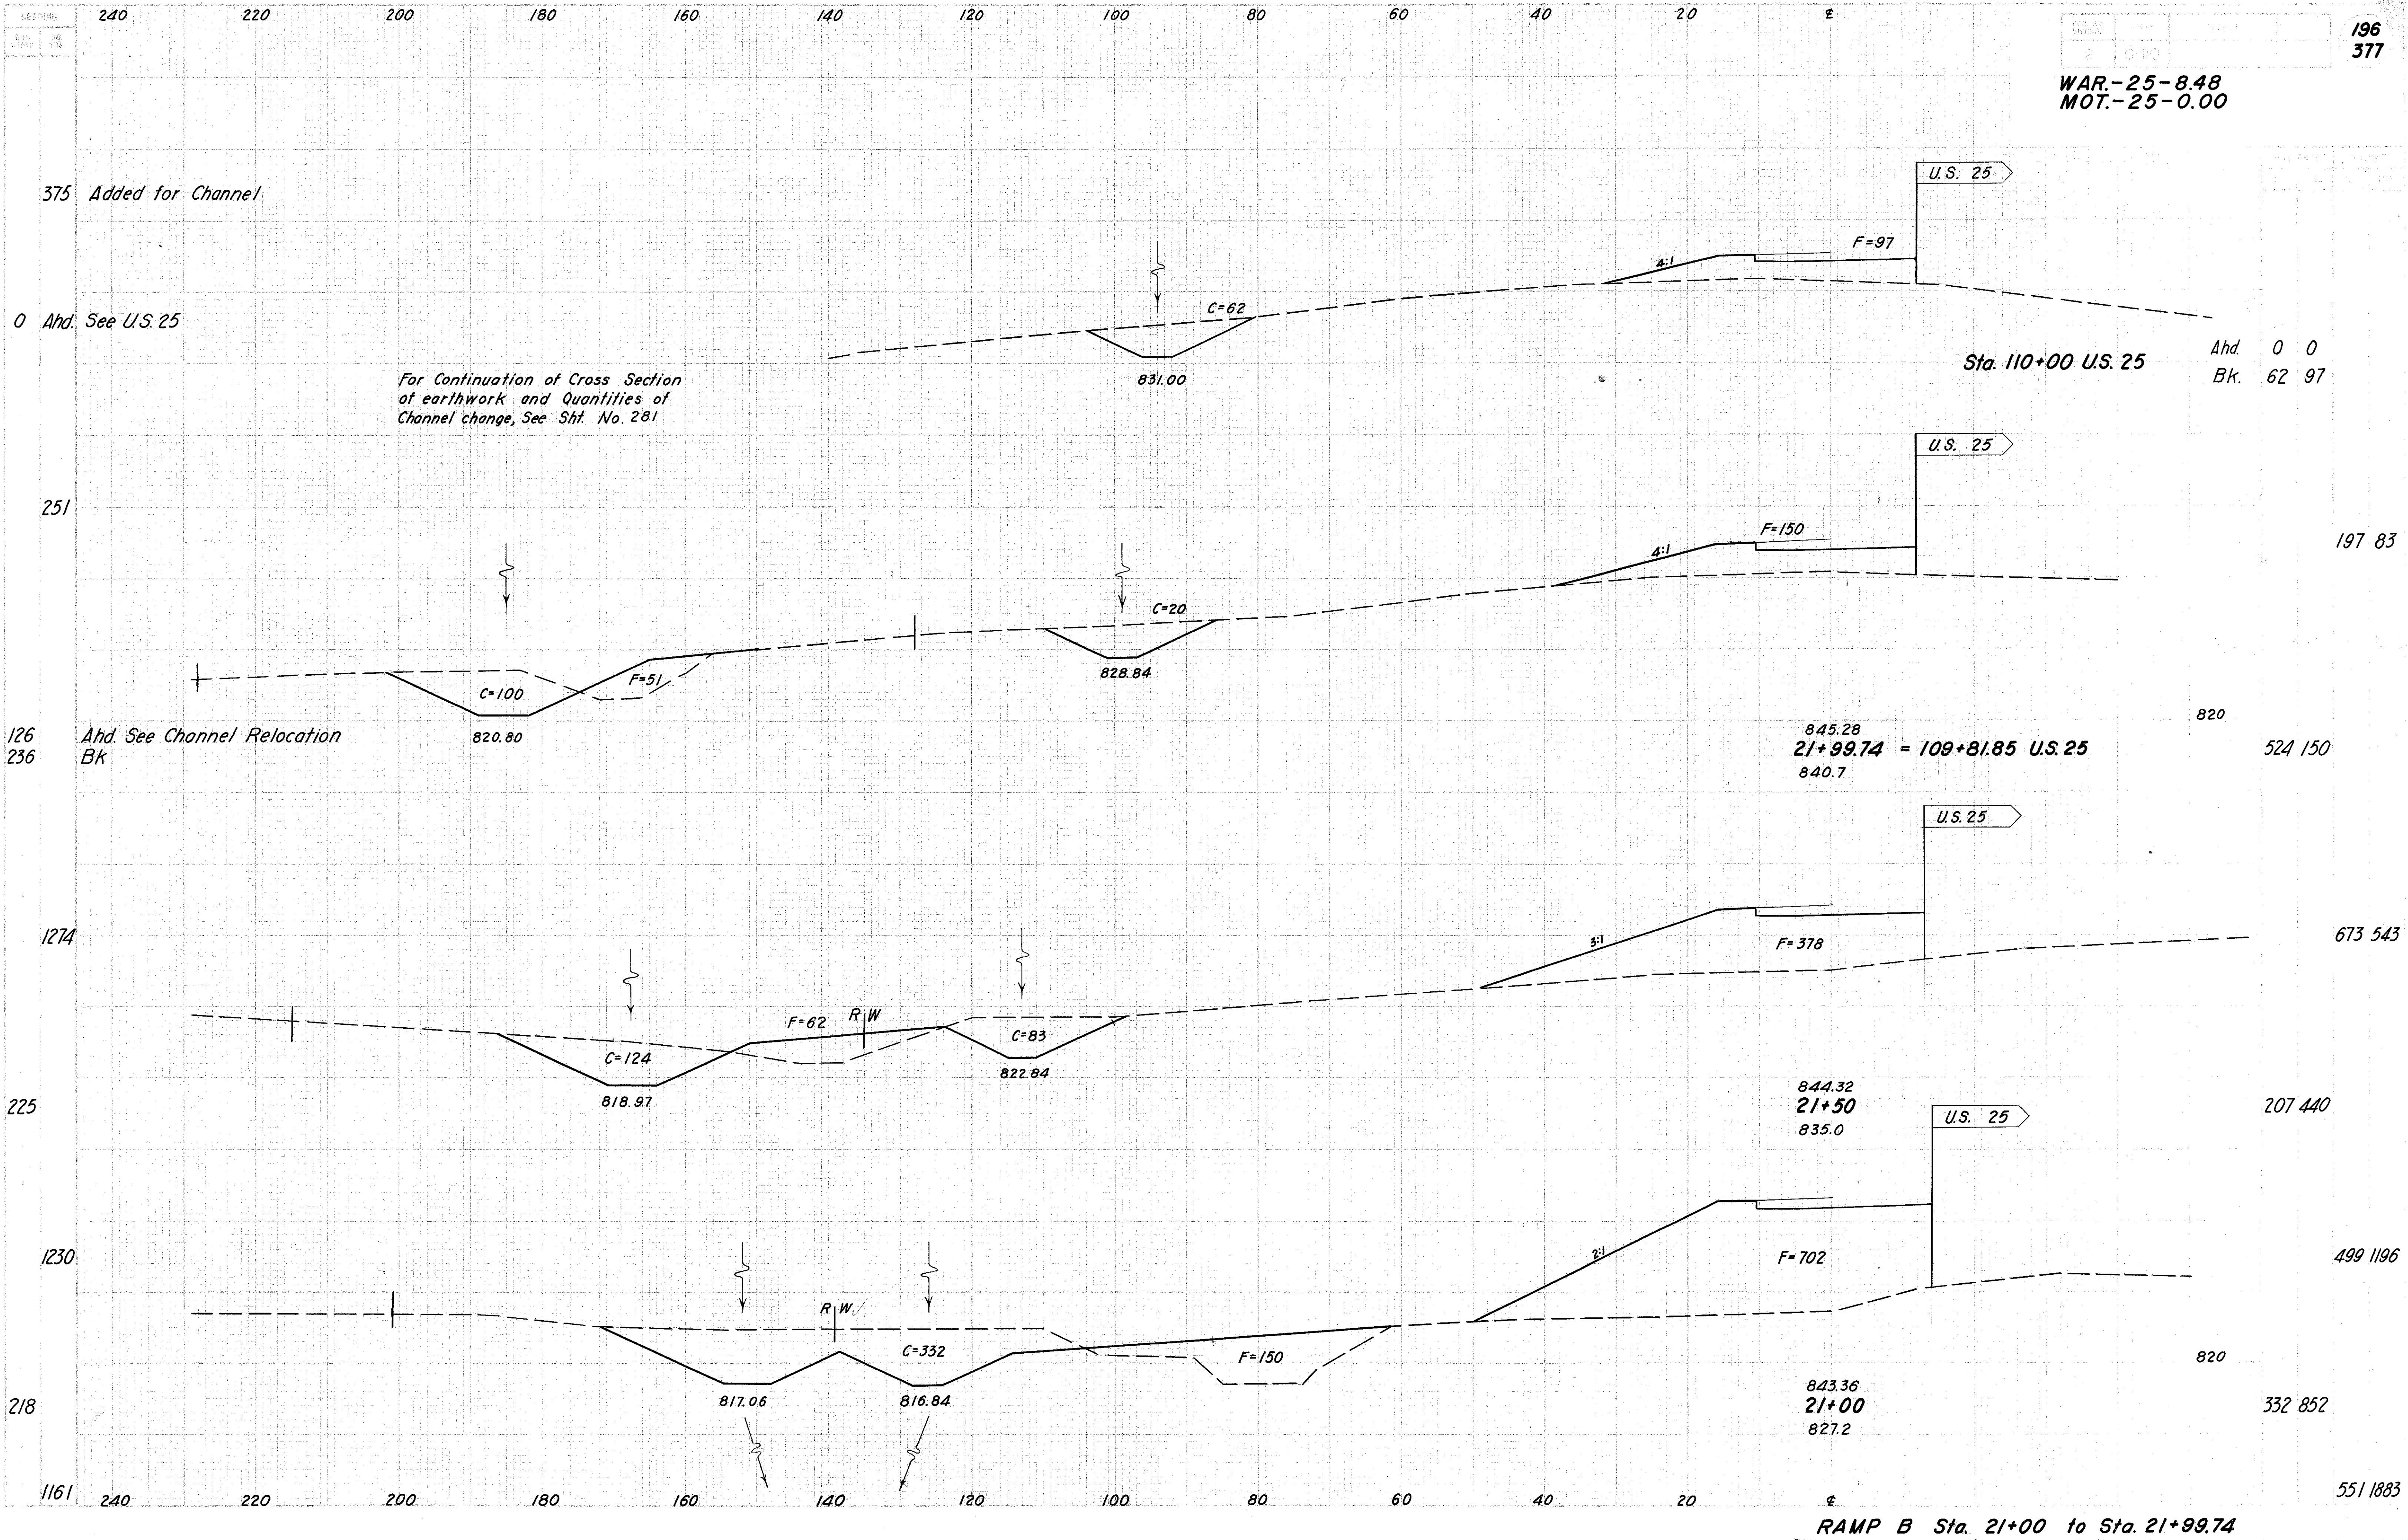 240 220 200 180 160 140 120 100 80 60 40 20 ℄
196
377
WAR.-25-8.48
MOT.-25-0.00
U.S. 25
375 Added for Channel
F=97
4:1
C=62
0 Ahd. See U.S. 25
831.00
Sta. 110+00 U.S. 25
Ahd. 0 0
Bk. 62 97
For Continuation of Cross Section
of earthwork and Quantities of
Channel change, See Sht. No. 281
U.S. 25
251
F=150
4:1
197 83
C=20
828.84
F=51
C=100
820
126 Ahd. See Channel Relocation
236 Bk
820.80
845.28
21+99.74 = 109+81.85 U.S. 25
840.7
524 150
U.S. 25
1274
3:1
F=378
673 543
F=62
R W
C=83
C=124
822.84
818.97
844.32
21+50
835.0
225
207 440
U.S. 25
1230
2:1
F=702
499 1196
R W
C=332
F=150
820
817.06
816.84
843.36
21+00
827.2
218
332 852
1161
551 1883
240 220 200 180 160 140 120 100 80 60 40 20 ℄
RAMP B Sta. 21+00 to Sta. 21+99.74